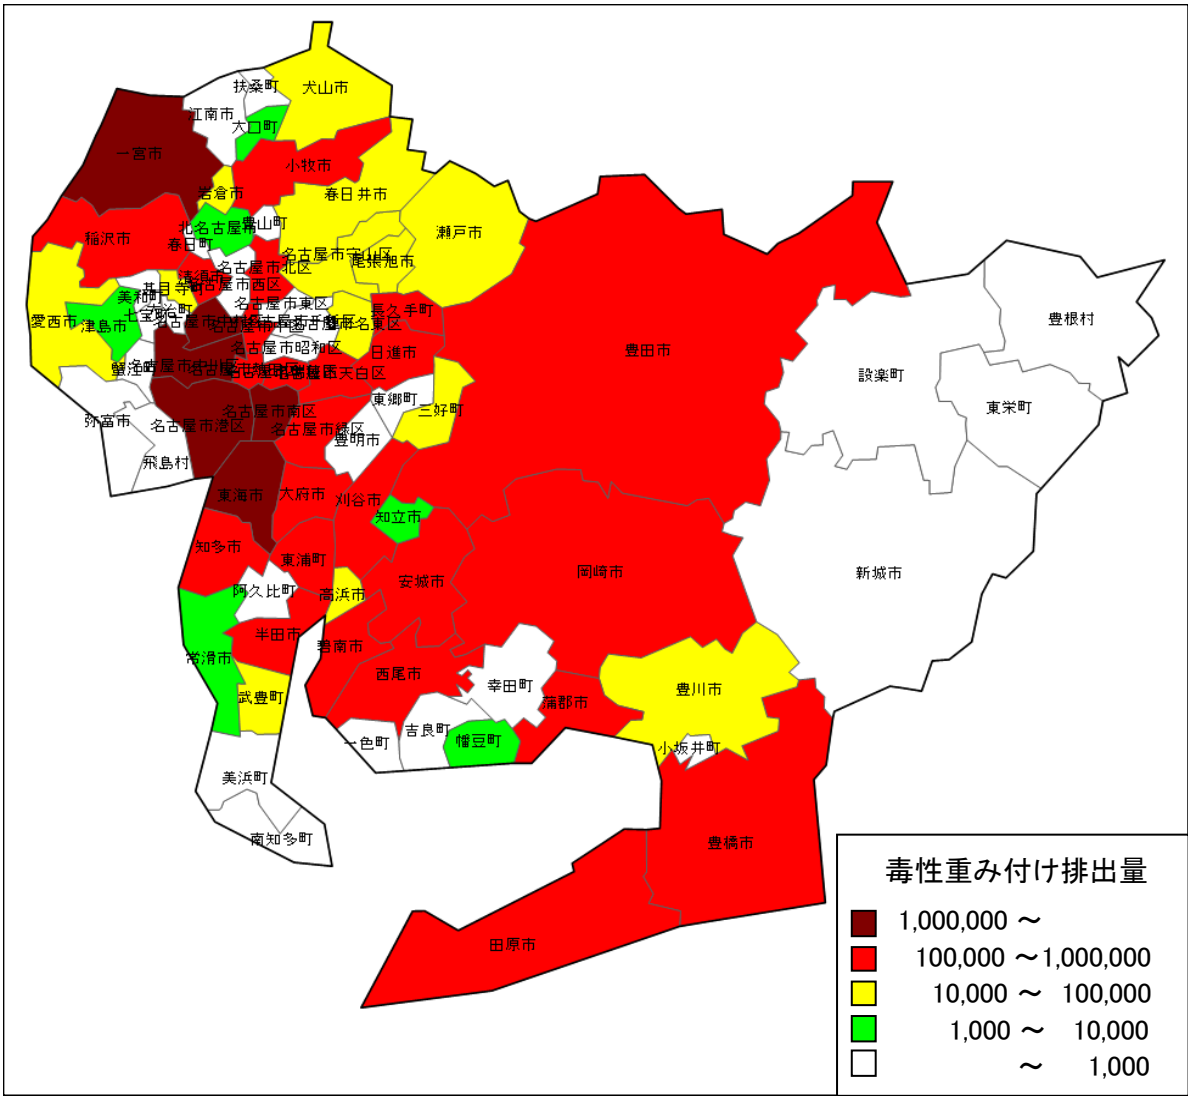 扶桑町
犬山市
江南市
大口町
一宮市
小牧市
岩倉市
春日井市
北名古屋市
豊山町
瀬戸市
稲沢市
春日町
名古屋市守山区
尾張旭市
名古屋市北区
清須市
名古屋市西区
甚目寺町
美和町
名古屋市東区
長久手町
七宝町
大治町
愛西市
津島市
豊根村
豊田市
名古屋市昭和区
日進市
蟹江町
名古屋市中川区
名古屋市天白区
設楽町
東郷町
三好町
東栄町
弥富市
名古屋市港区
名古屋市南区
名古屋市緑区
豊明市
飛島村
東海市
大府市
刈谷市
知立市
知多市
東浦町
安城市
岡崎市
新城市
阿久比町
高浜市
半田市
碧南市
常滑市
西尾市
幸田町
豊川市
武豊町
蒲郡市
吉良町
一色町
幡豆町
小坂井町
美浜町
南知多町
豊橋市
田原市
毒性重み付け排出量
1,000,000 ～
100,000 ～1,000,000
10,000 ～ 100,000
1,000 ～ 10,000
～ 1,000